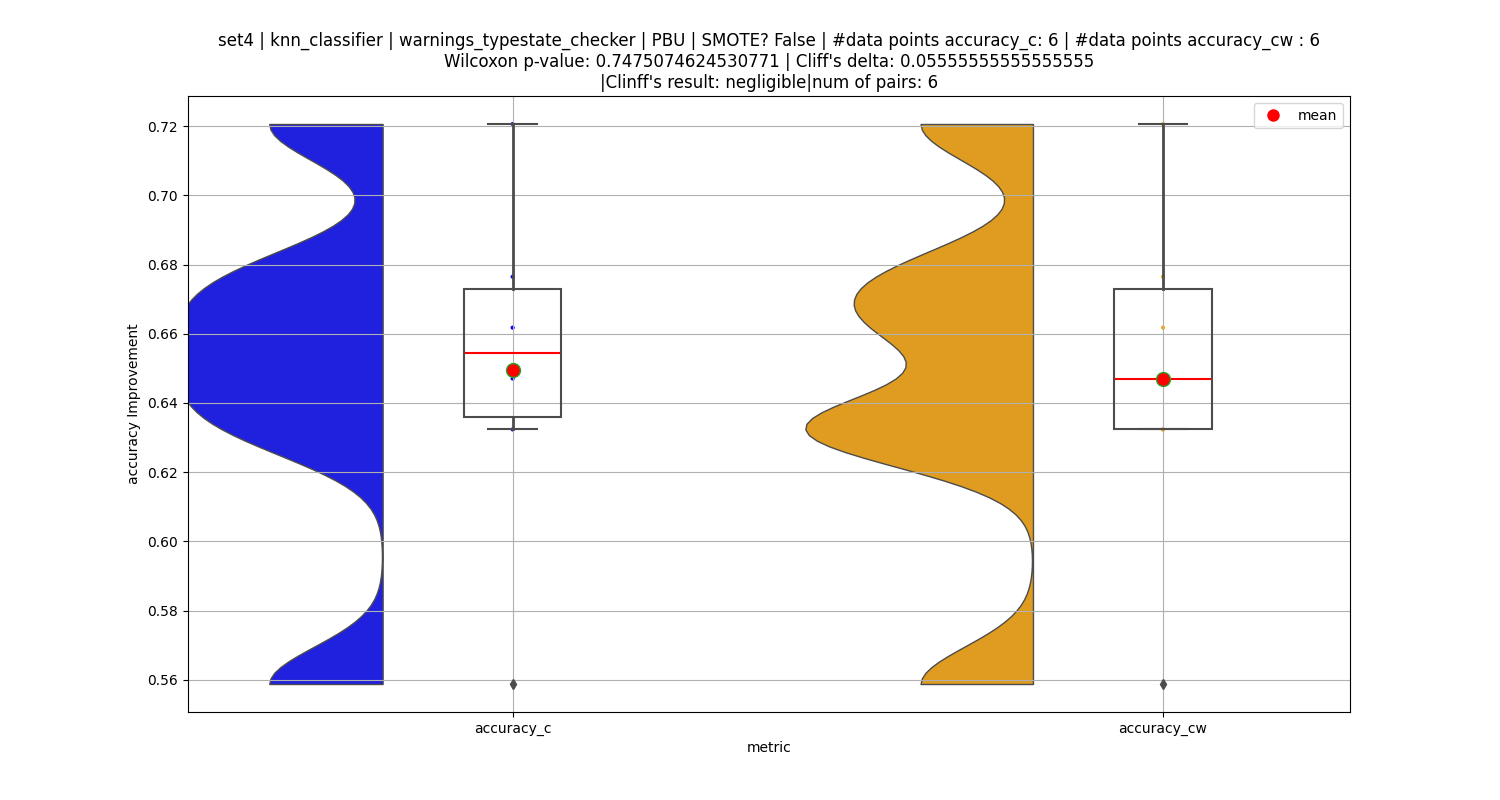 set4 | knn_classifier | warnings_typestate_checker | PBU | SMOTE? False | #data points accuracy_c: 6 | #data points accuracy_cw : 6
Wilcoxon p-value: 0.7475074624530771 | Cliff's delta: 0.05555555555555555
|Clinff's result: negligible|num of pairs: 6
mean
0.72
0.70
0.68
0.66
0.64
0.62
0.60
0.58
0.56
accuracy Improvement
accuracy_c
accuracy_cw
metric